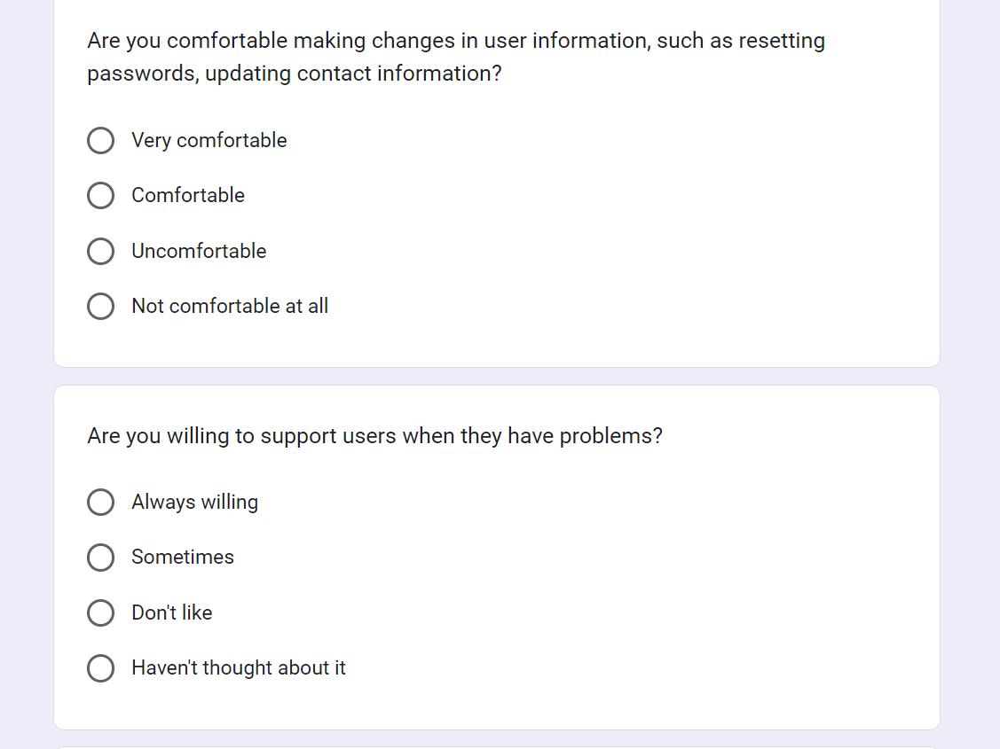 Are you comfortable making changes in user information, such as resetting
passwords, updating contact information?
Very comfortable
Comfortable
Uncomfortable
Not comfortable at all
Are you willing to support users when they have problems?
Always willing
Sometimes
Don't like
Haven't thought about it